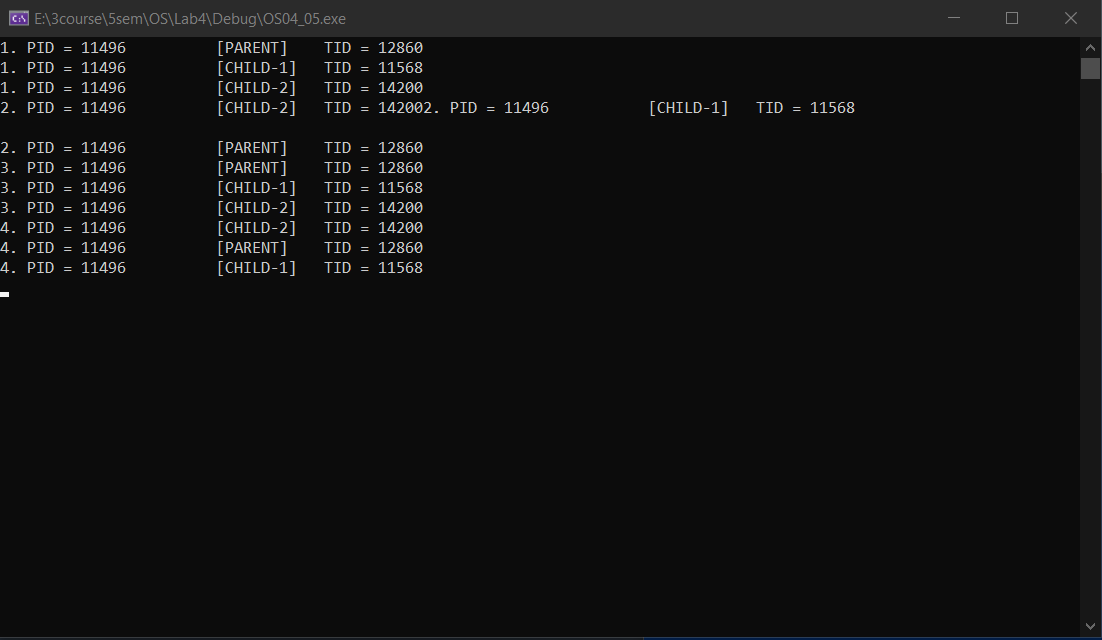 E:\3course\5sem\OS\Lab4\Debug\OS04_05.exe
1. PID = 11496          [PARENT]    TID = 12860
1. PID = 11496          [CHILD-1]   TID = 11568
1. PID = 11496          [CHILD-2]   TID = 14200
2. PID = 11496          [CHILD-2]   TID = 142002. PID = 11496           [CHILD-1]   TID = 11568
2. PID = 11496          [PARENT]    TID = 12860
3. PID = 11496          [PARENT]    TID = 12860
3. PID = 11496          [CHILD-1]   TID = 11568
3. PID = 11496          [CHILD-2]   TID = 14200
4. PID = 11496          [CHILD-2]   TID = 14200
4. PID = 11496          [PARENT]    TID = 12860
4. PID = 11496          [CHILD-1]   TID = 11568